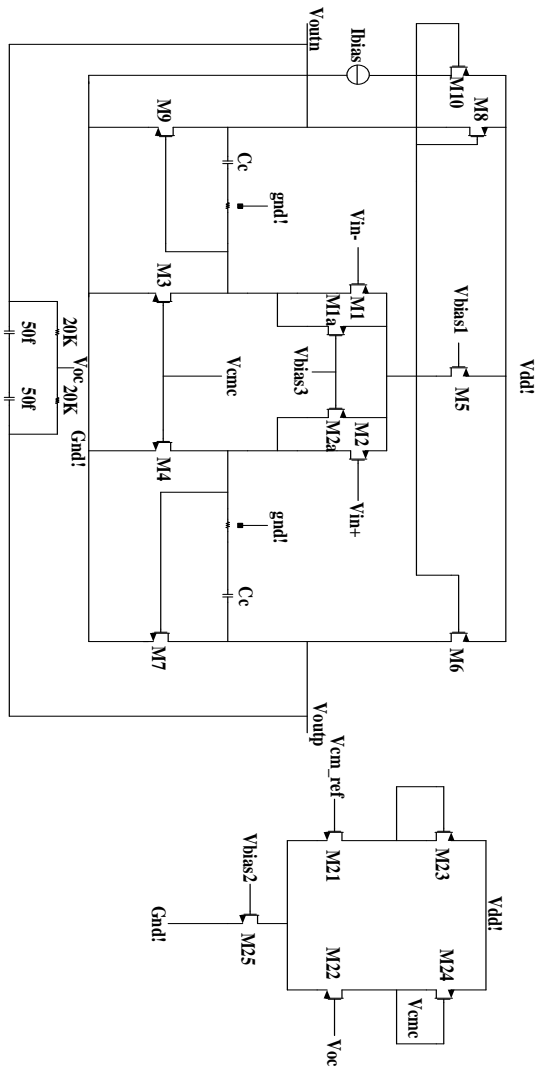 Vdd!
Vbias1
M5
M10
M8
M6
Ibias
Vin-
M1
M1a
Vbias3
M2
M2a
Vin+
Voutn
Voutp
Cc
gnd!
gnd!
Cc
M9
M3
Vcmc
M4
M7
Gnd!
20K
Voc
20K
50f
50f
Vdd!
M23
M24
Vcmc
Vcm_ref
M21
M22
Voc
Vbias2
M25
Gnd!